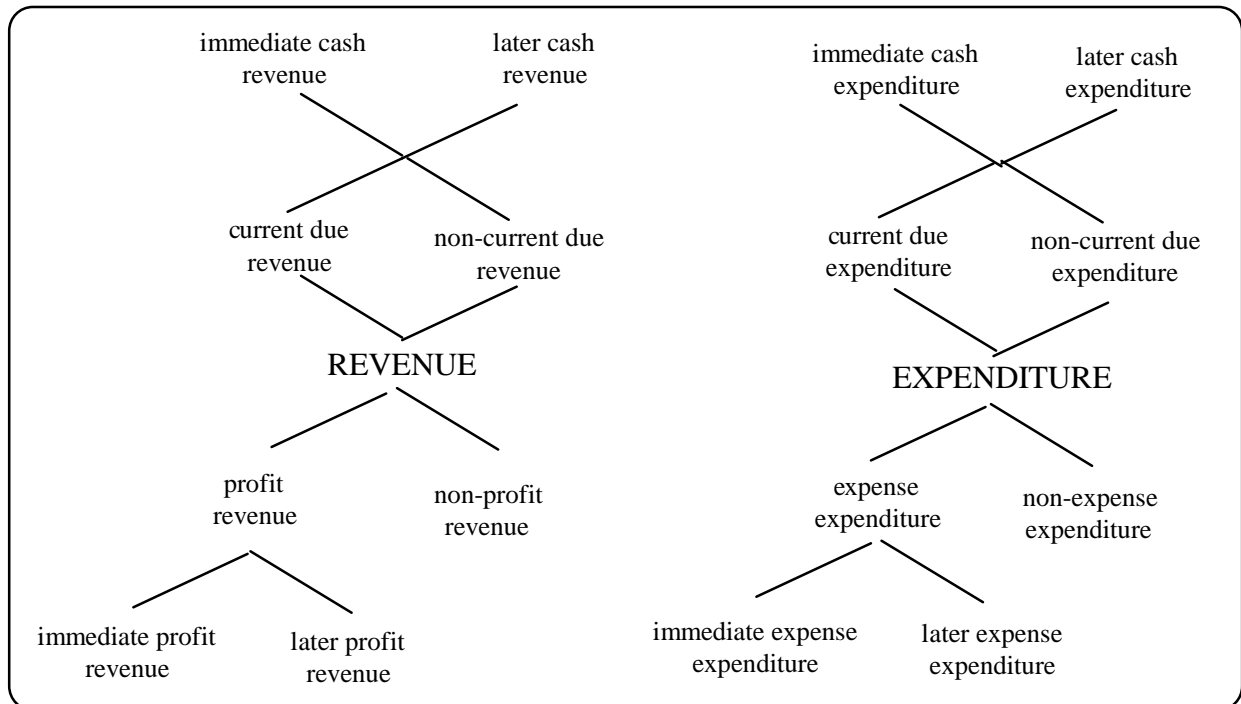 immediate cash
revenue
later cash
revenue
immediate cash
expenditure
later cash
expenditure
current due
revenue
non-current due
revenue
current due
expenditure
non-current due
expenditure
REVENUE
EXPENDITURE
profit
revenue
non-profit
revenue
expense
expenditure
non-expense
expenditure
immediate profit
revenue
later profit
revenue
immediate expense
expenditure
later expense
expenditure